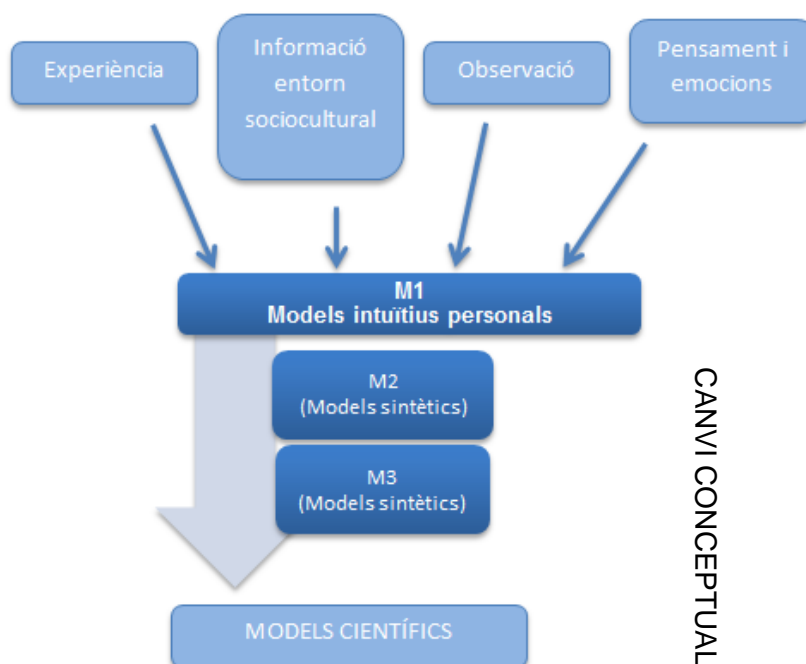 Experiència
Informació
entorn
sociocultural
Observació
Pensament i
emocions
M1
Models intuïtius personals
M2
(Models sintètics)
M3
(Models sintètics)
CANVI CONCEPTUAL
MODELS CIENTÍFICS